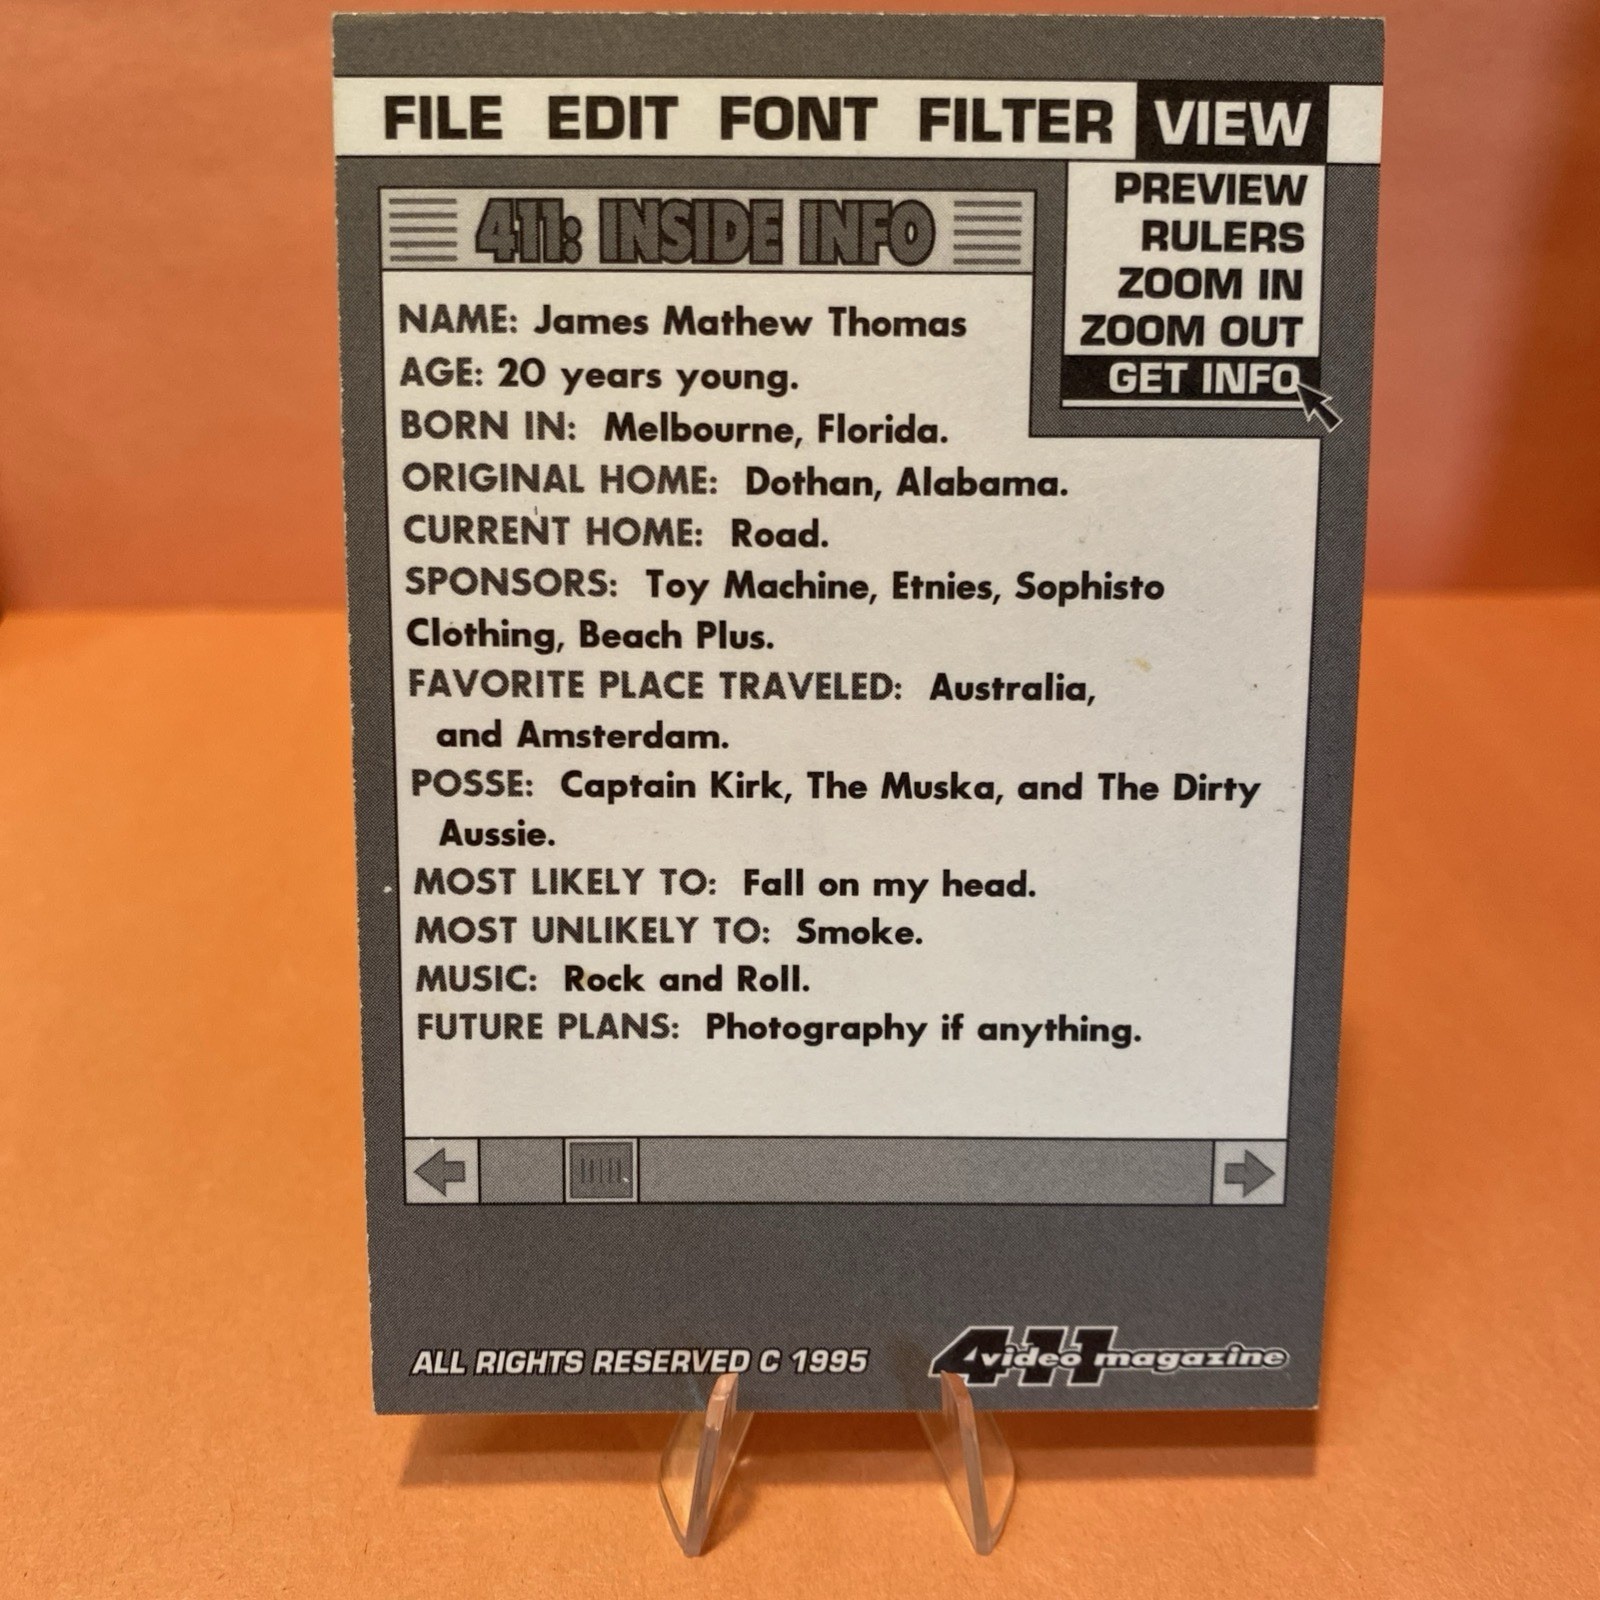 FILE EDIT FONT FILTER VIEW
PREVIEW
RULERS
ZOOM IN
ZOOM OUT
GET INFO
411: INSIDE INFO
NAME: James Mathew Thomas
AGE: 20 years young.
BORN IN: Melbourne, Florida.
ORIGINAL HOME: Dothan, Alabama.
CURRENT HOME: Road.
SPONSORS: Toy Machine, Etnies, Sophisto
Clothing, Beach Plus.
FAVORITE PLACE TRAVELED: Australia,
and Amsterdam.
POSSE: Captain Kirk, The Muska, and The Dirty
Aussie.
MOST LIKELY TO: Fall on my head.
MOST UNLIKELY TO: Smoke.
MUSIC: Rock and Roll.
FUTURE PLANS: Photography if anything.
ALL RIGHTS RESERVED C 1995
411 video magazine